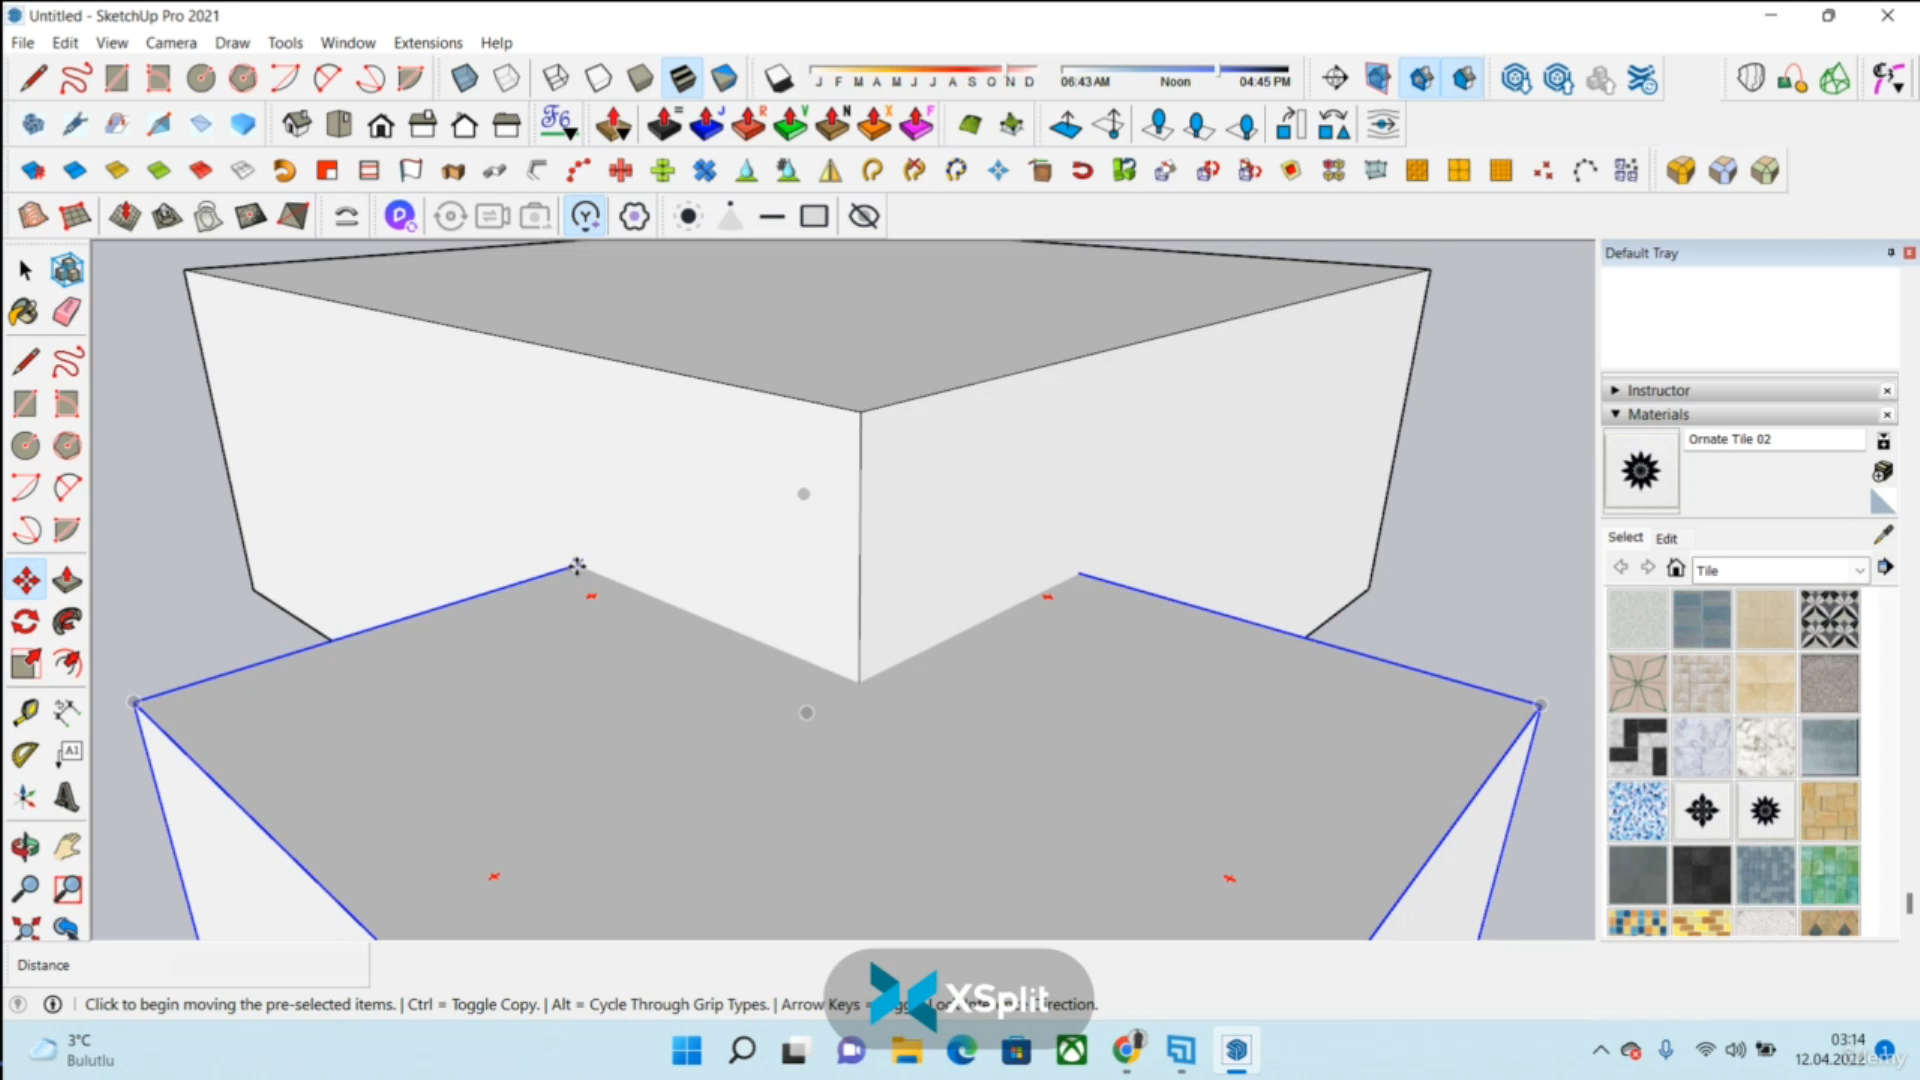 Untitled - SketchUp Pro 2021
File Edit View Camera Draw Tools Window Extensions Help
J F M A M J J A S O N D
06:43 AM Noon 04:45 PM
F6 = J R V N X F
Default Tray
Instructor
Materials
Ornate Tile 02
Select Edit
Tile
A1
Distance
Click to begin moving the pre-selected items. | Ctrl = Toggle Copy. | Alt = Cycle Through Grip Types. | Arrow Keys = Direction.
XSplit
3°C
Bulutlu
03:14
12.04.2022